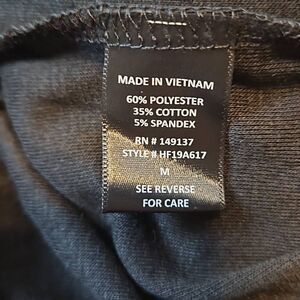 MADE IN VIETNAM
60% POLYESTER
35% COTTON
5% SPANDEX
RN # 149137
STYLE # HF19A617
M
SEE REVERSE
FOR CARE